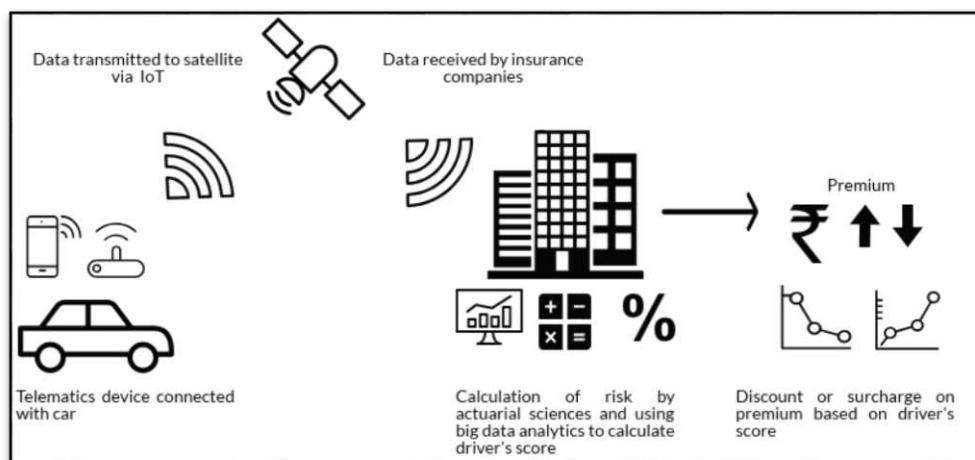 Data transmitted to satellite
via IoT
Data received by insurance
companies
Premium
₹
+ −
× =
%
Telematics device connected
with car
Calculation of risk by
actuarial sciences and using
big data analytics to calculate
driver's score
Discount or surcharge on
premium based on driver's
score